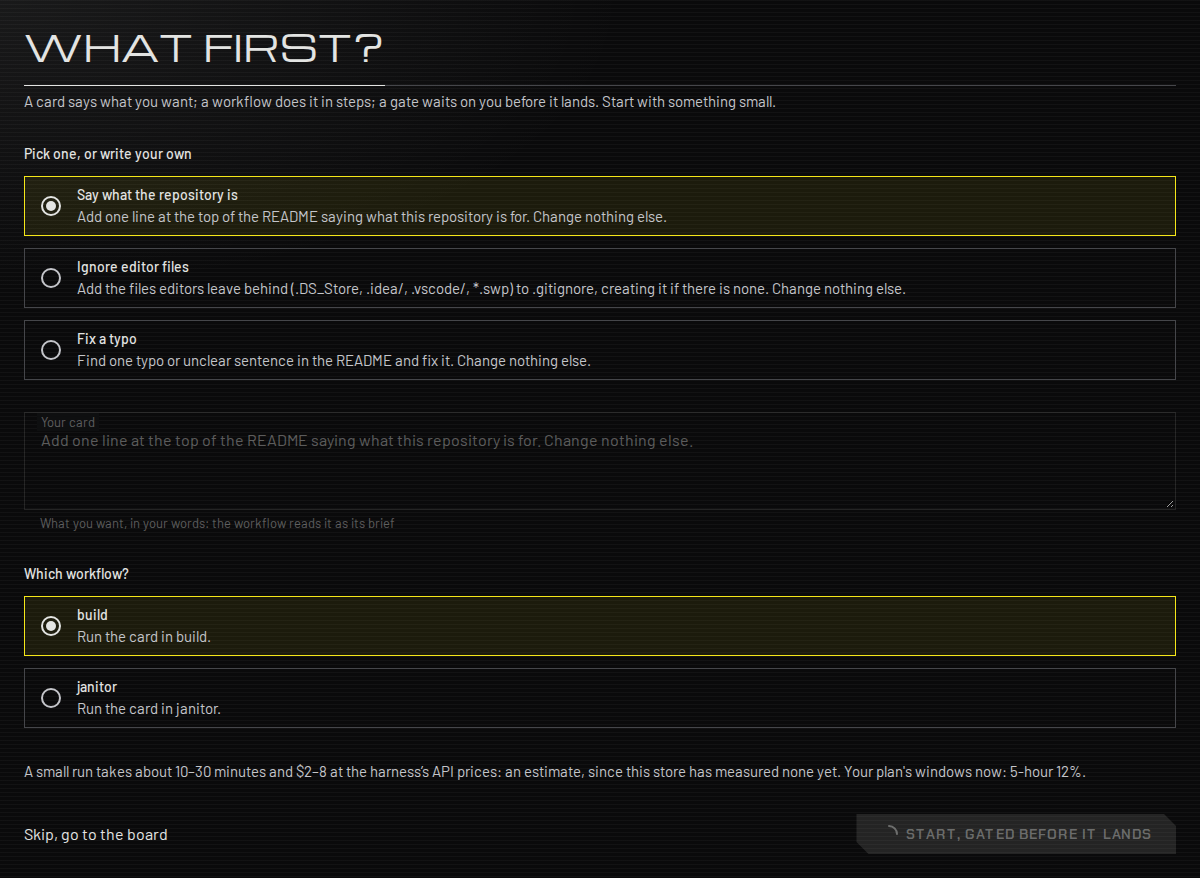 WHAT FIRST?
A card says what you want; a workflow does it in steps; a gate waits on you before it lands. Start with something small.
Pick one, or write your own
Say what the repository is
Add one line at the top of the README saying what this repository is for. Change nothing else.
Ignore editor files
Add the files editors leave behind (.DS_Store, .idea/, .vscode/, *.swp) to .gitignore, creating it if there is none. Change nothing else.
Fix a typo
Find one typo or unclear sentence in the README and fix it. Change nothing else.
Your card
Add one line at the top of the README saying what this repository is for. Change nothing else.
What you want, in your words: the workflow reads it as its brief
Which workflow?
build
Run the card in build.
janitor
Run the card in janitor.
A small run takes about 10–30 minutes and $2–8 at the harness's API prices: an estimate, since this store has measured none yet. Your plan's windows now: 5-hour 12%.
Skip, go to the board
START, GATED BEFORE IT LANDS